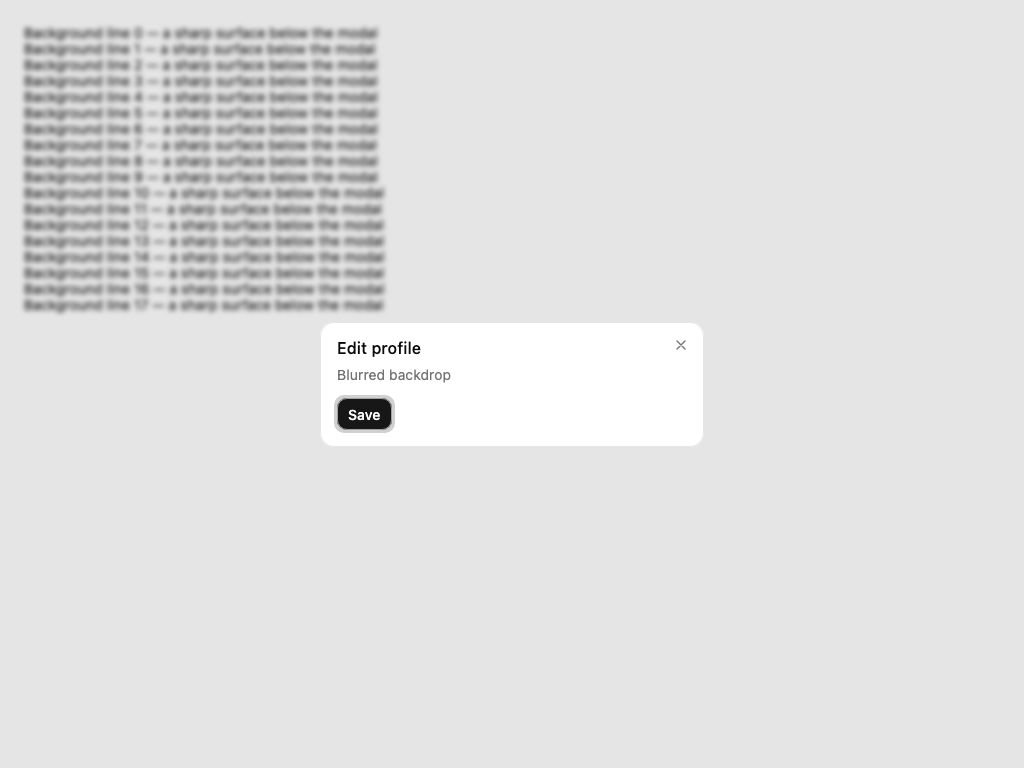 Background line 0 — a sharp surface below the modal
Background line 1 — a sharp surface below the modal
Background line 2 — a sharp surface below the modal
Background line 3 — a sharp surface below the modal
Background line 4 — a sharp surface below the modal
Background line 5 — a sharp surface below the modal
Background line 6 — a sharp surface below the modal
Background line 7 — a sharp surface below the modal
Background line 8 — a sharp surface below the modal
Background line 9 — a sharp surface below the modal
Background line 10 — a sharp surface below the modal
Background line 11 — a sharp surface below the modal
Background line 12 — a sharp surface below the modal
Background line 13 — a sharp surface below the modal
Background line 14 — a sharp surface below the modal
Background line 15 — a sharp surface below the modal
Background line 16 — a sharp surface below the modal
Background line 17 — a sharp surface below the modal
Edit profile
Blurred backdrop
Save